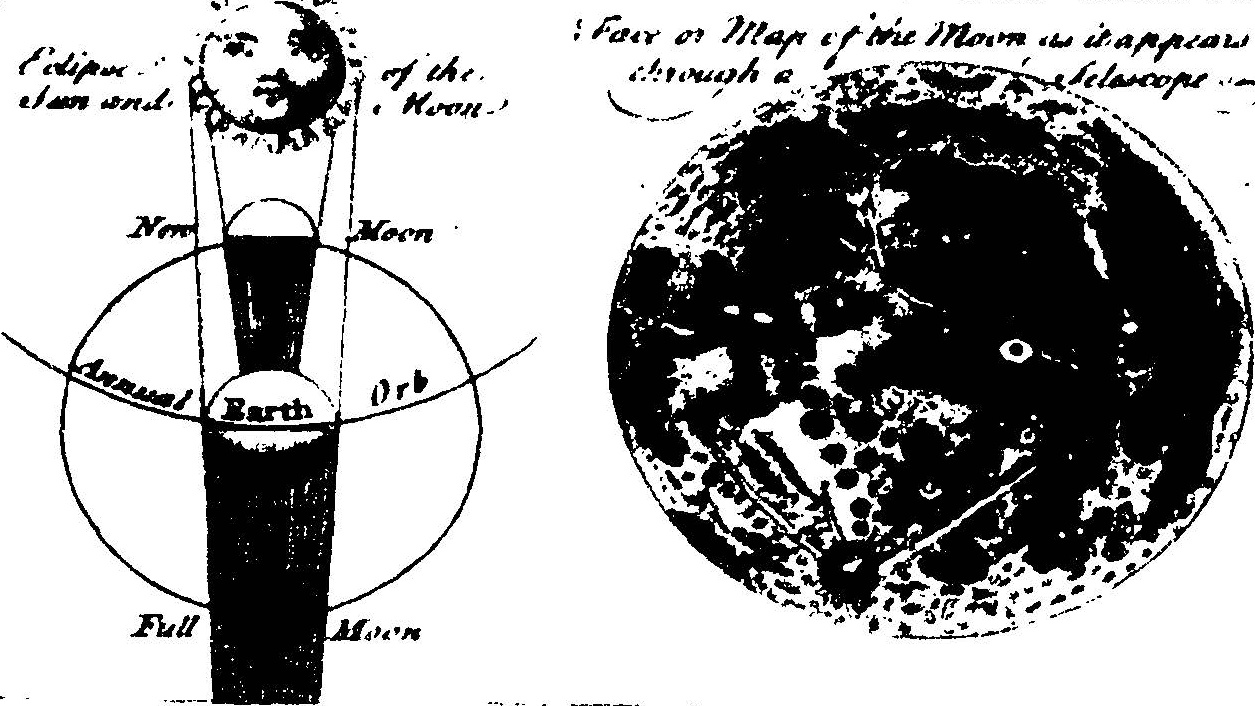 Eclipse of the
Sun and Moon
New Moon
Annual Orb
Earth
Full Moon
Face or Map of the Moon as it appears
through a Telescope